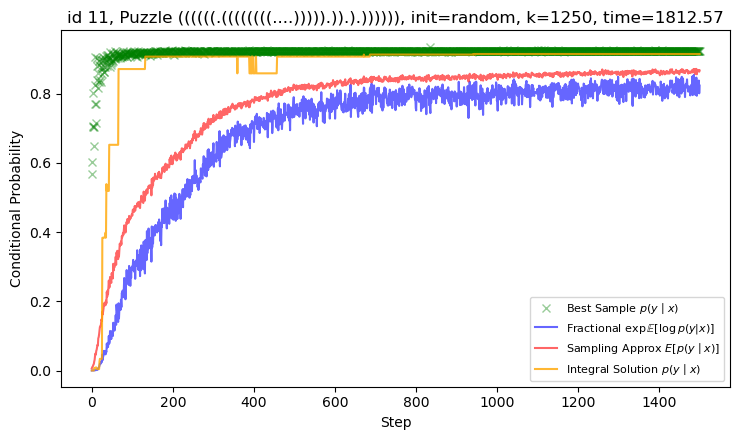 id 11, Puzzle ((((((.((((((((....))))).)).).)))))), init=random, k=1250, time=1812.57
Conditional Probability
0.8
0.6
0.4
0.2
0.0
Best Sample p(y | x)
Fractional exp𝔼[log p(y|x)]
Sampling Approx E[p(y | x)]
Integral Solution p(y | x)
0 200 400 600 800 1000 1200 1400
Step